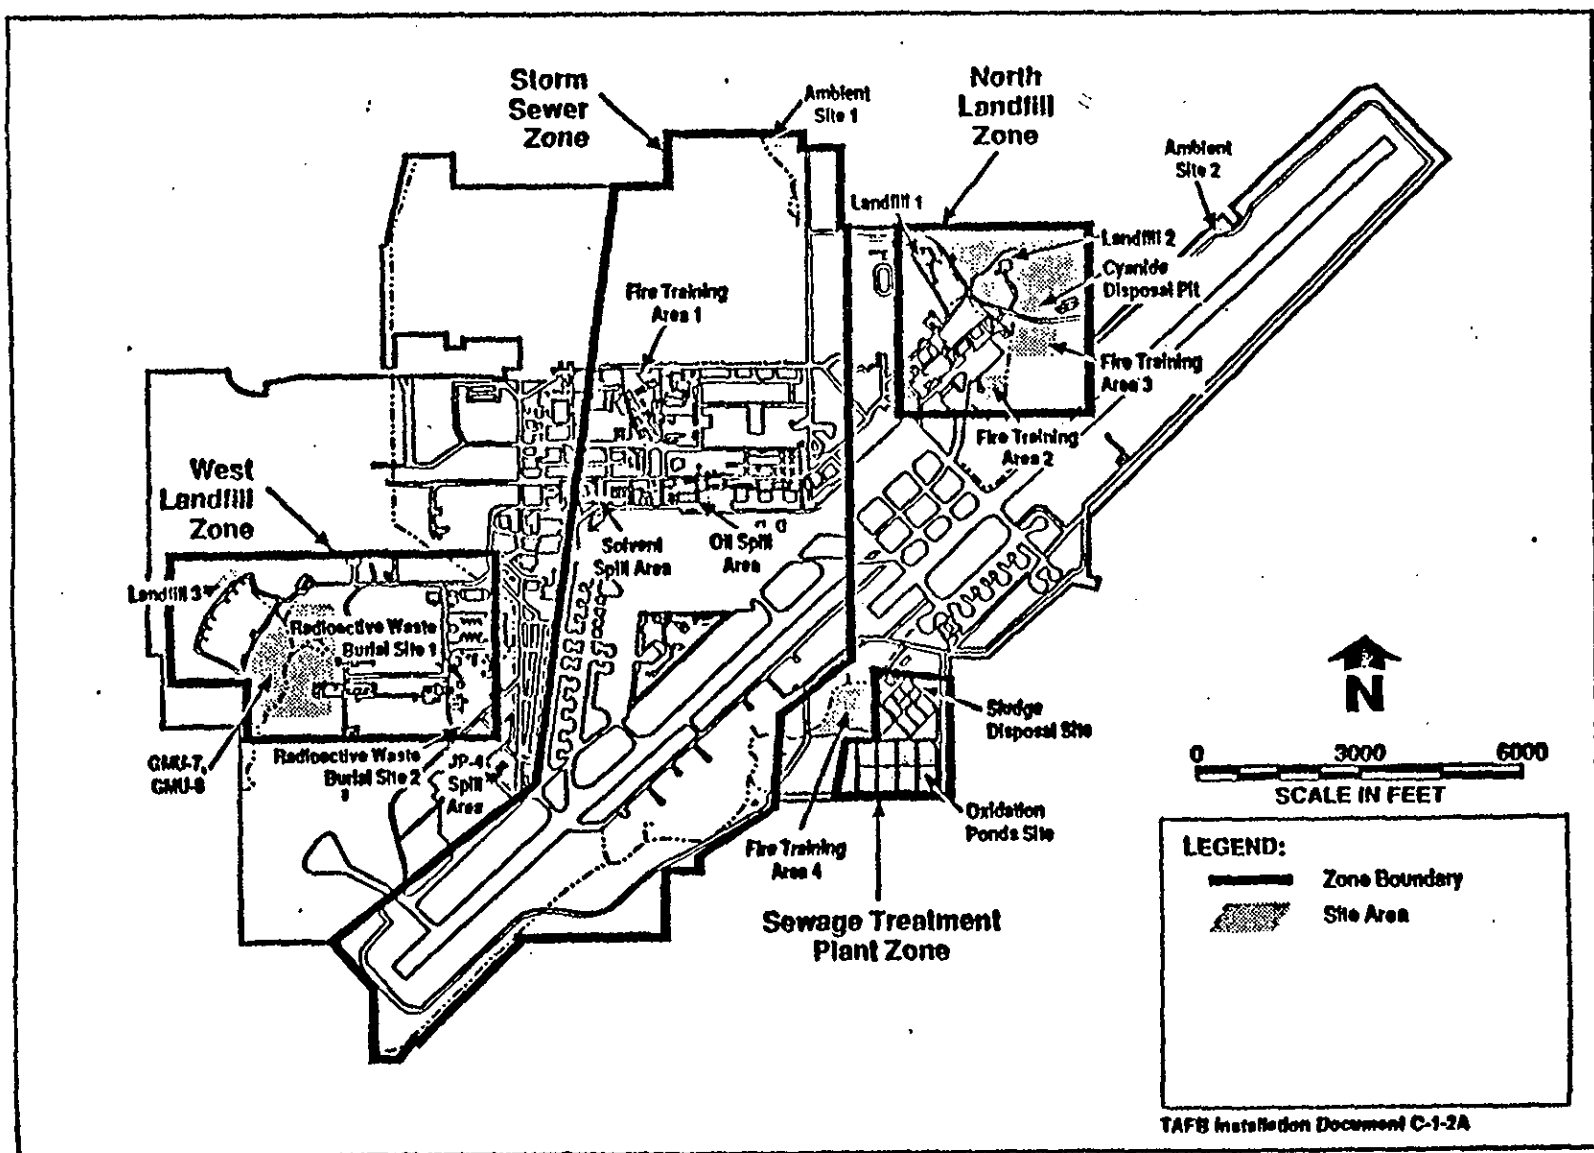 Storm
Sewer
Zone
Ambient
Site 1
North
Landfill
Zone
Ambient
Site 2
Landfill 1
Landfill 2
Cyanide
Disposal Pit
Fire Training
Area 1
Fire Training
Area 3
Fire Training
Area 2
West
Landfill
Zone
Solvent
Spill Area
Oil Spill
Area
Landfill 3
Radioactive Waste
Burial Site 1
GMU-7,
GMU-8
Radioactive Waste
Burial Site 2
JP-4
Spill
Area
Sludge
Disposal Site
Oxidation
Ponds Site
Fire Training
Area 4
Sewage Treatment
Plant Zone
N
0 3000 6000
SCALE IN FEET
LEGEND:
Zone Boundary
Site Area
TAFB Installation Document C-1-2A